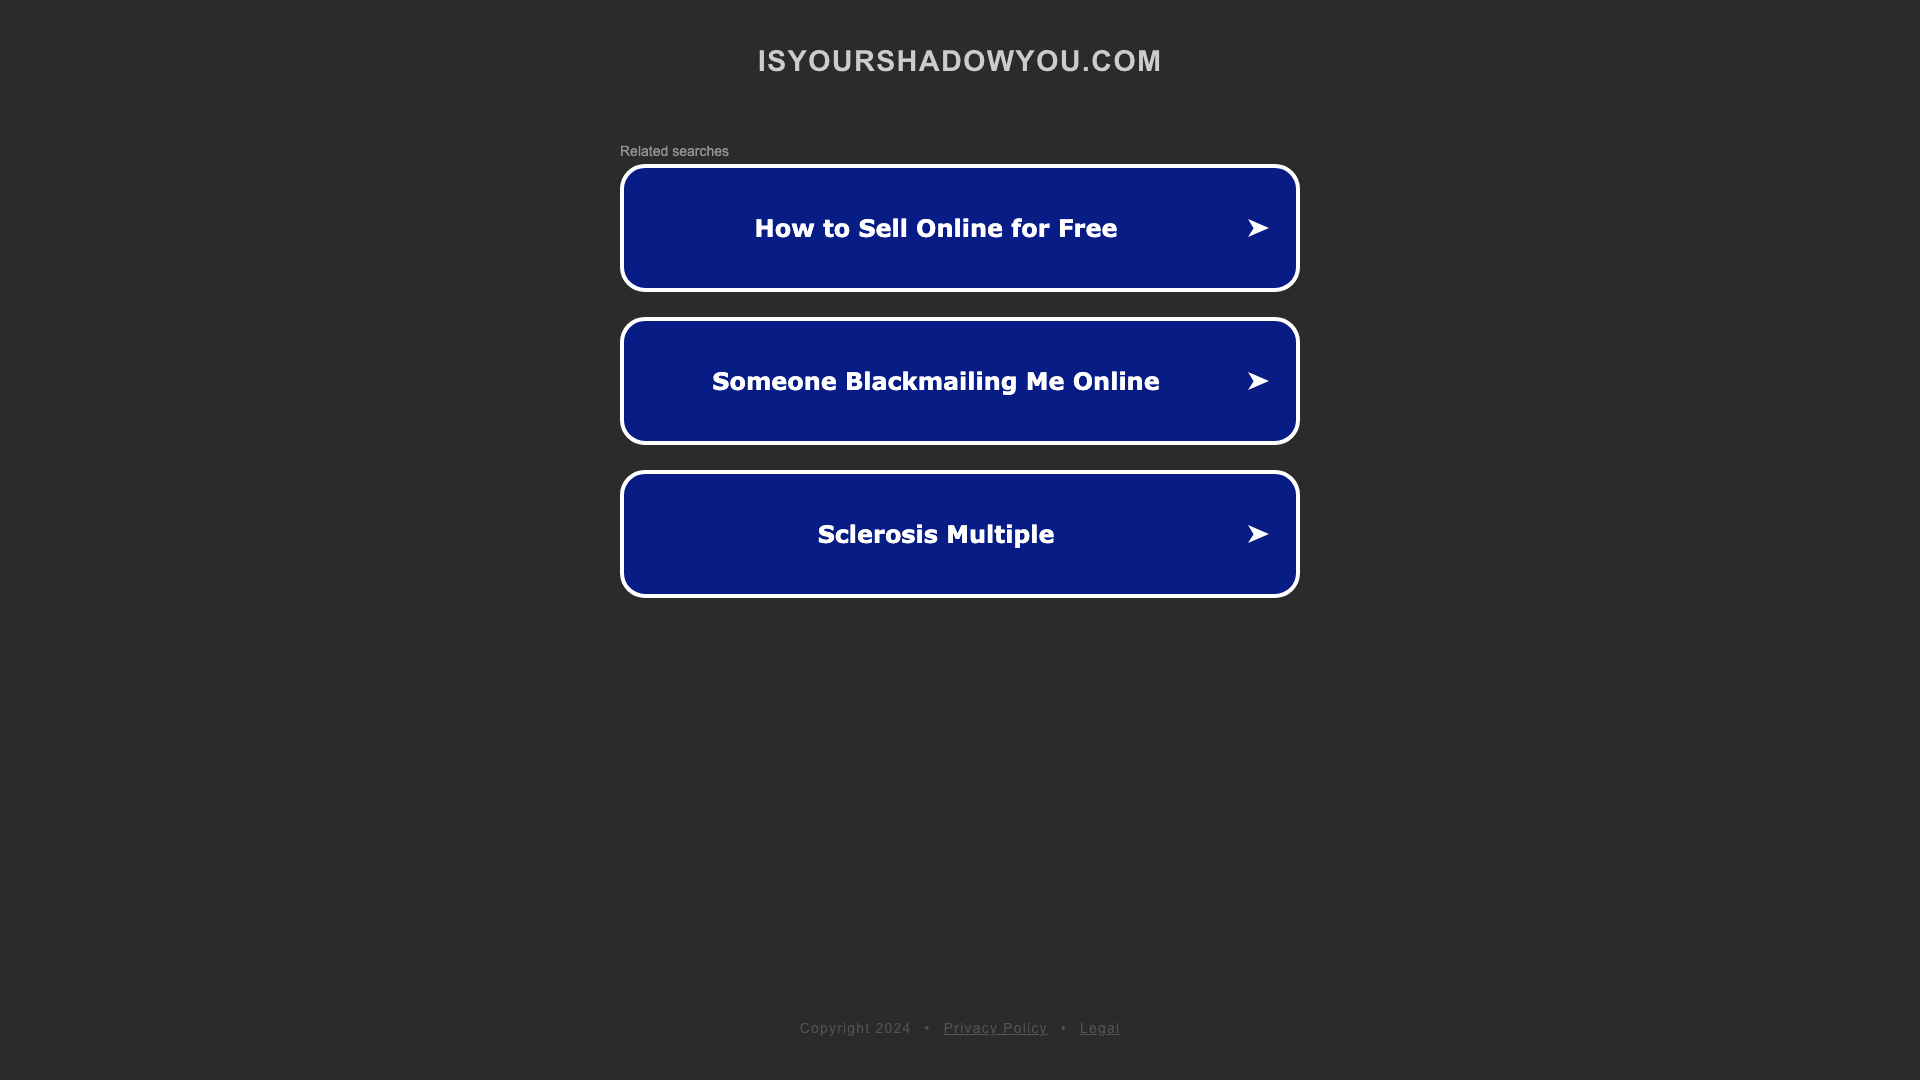 ISYOURSHADOWYOU.COM
Related searches
How to Sell Online for Free
Someone Blackmailing Me Online
Sclerosis Multiple
Copyright 2024 • Privacy Policy • Legal